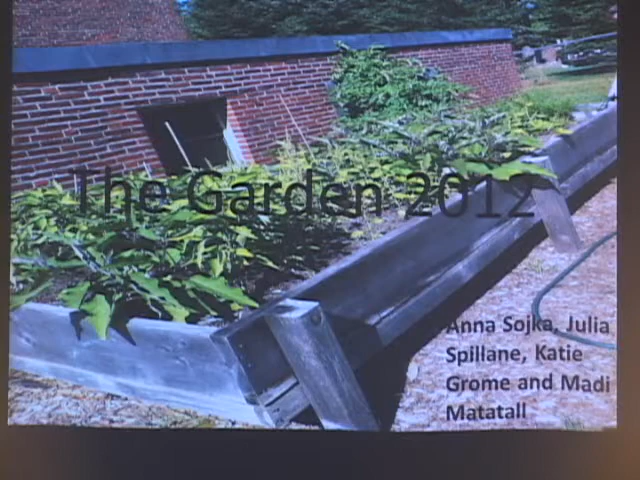 The Garden 2012
Anna Sojka, Julia
Spillane, Katie
Grome and Madi
Matatall